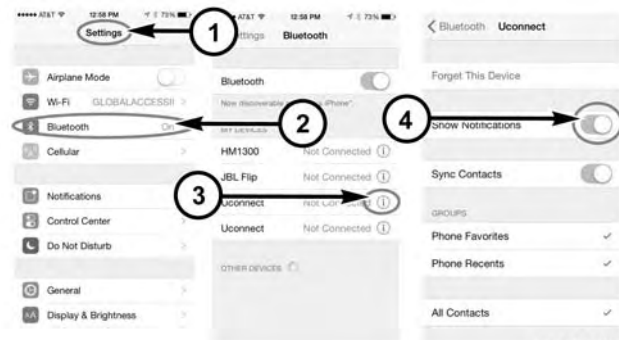 AT&T 12:58 PM 73%
Settings
Airplane Mode
Wi-Fi GLOBALACCESSII >
Bluetooth On >
Cellular >
Notifications >
Control Center >
Do Not Disturb >
General >
Display & Brightness >
1
AT&T 12:58 PM 73%
Bluetooth
Bluetooth
Now discoverable iPhone".
MY DEVICES
HM1300 Not Connected i
JBL Flip Not Connected i
Uconnect Not Connected i
Uconnect Not Connected i
OTHER DEVICES
2
3
< Bluetooth Uconnect
Forget This Device
4
Show Notifications
Sync Contacts
GROUPS
Phone Favorites ✓
Phone Recents ✓
All Contacts ✓